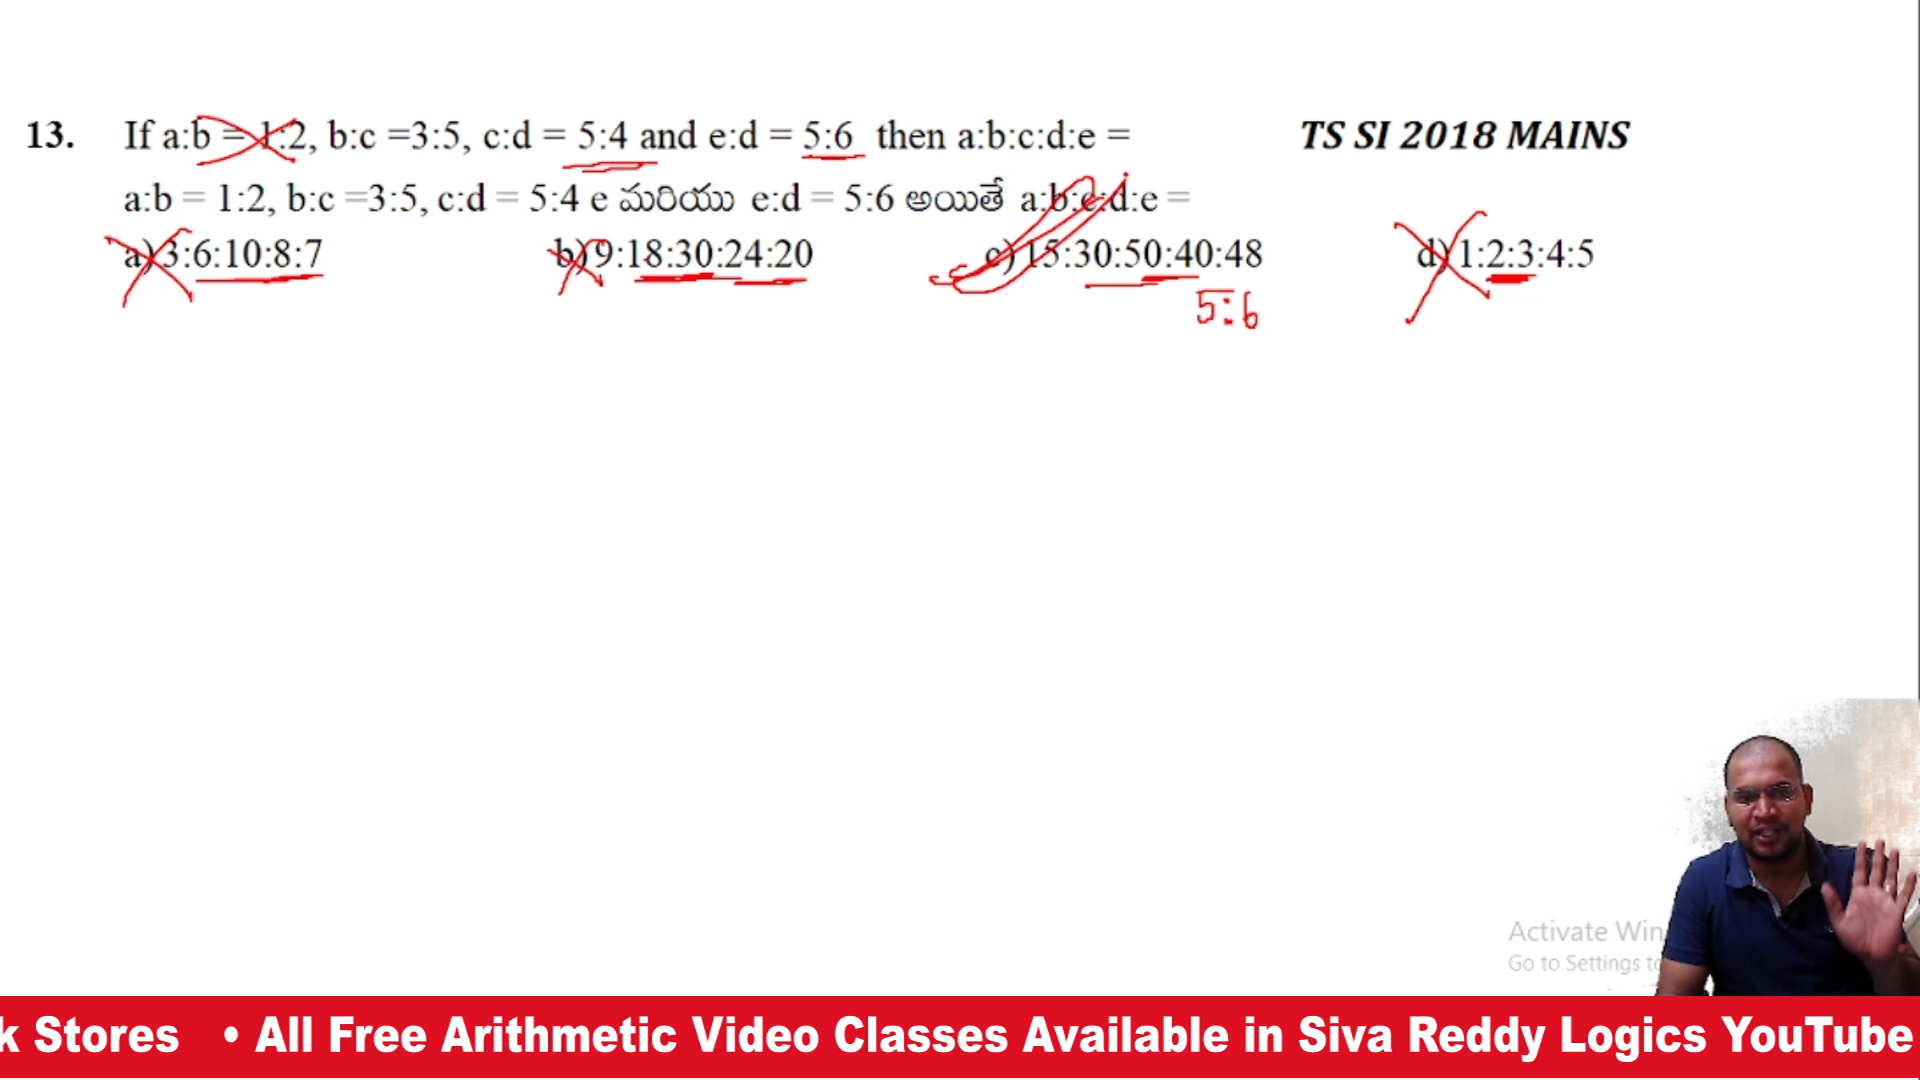 13. If a:b = 1:2, b:c =3:5, c:d = 5:4 and e:d = 5:6 then a:b:c:d:e = TS SI 2018 MAINS
a:b = 1:2, b:c =3:5, c:d = 5:4 e మరియు e:d = 5:6 అయితే a:b:c:d:e =
a) 3:6:10:8:7 b) 9:18:30:24:20 c) 15:30:50:40:48 d) 1:2:3:4:5
5:6
Activate Win
Go to Settings to
k Stores • All Free Arithmetic Video Classes Available in Siva Reddy Logics YouTube